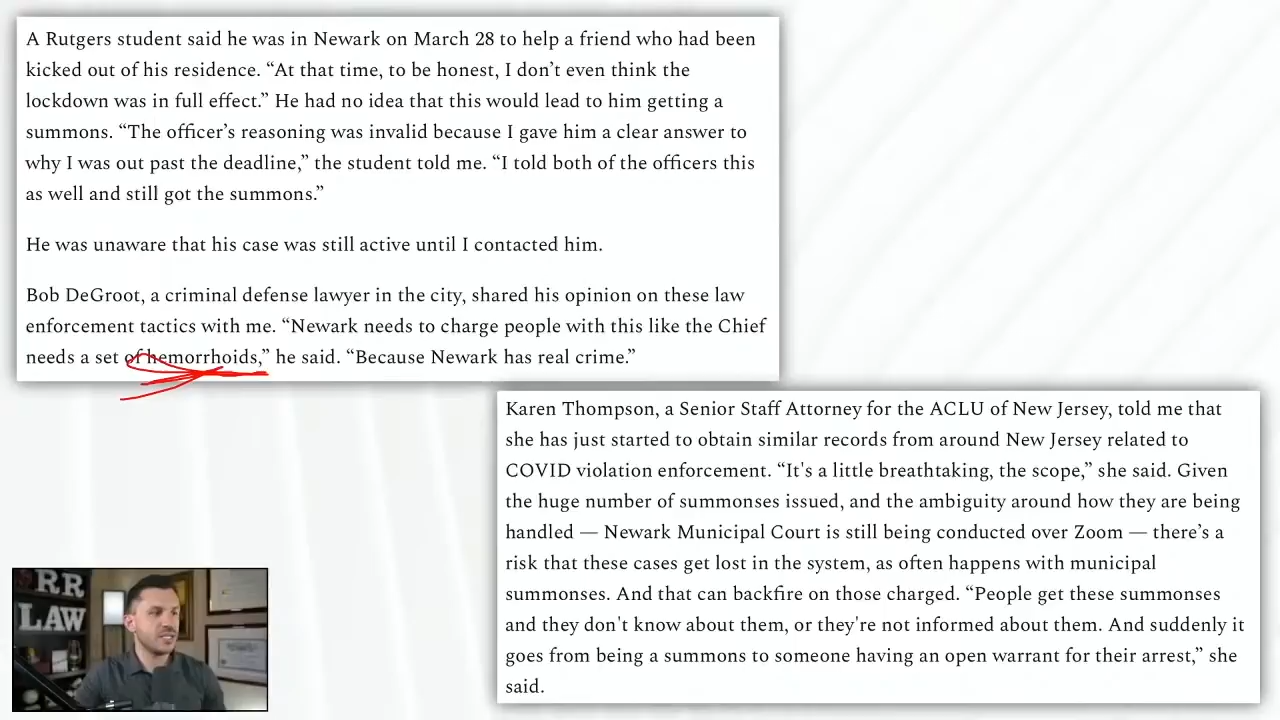 A Rutgers student said he was in Newark on March 28 to help a friend who had been
kicked out of his residence. “At that time, to be honest, I don’t even think the
lockdown was in full effect.” He had no idea that this would lead to him getting a
summons. “The officer’s reasoning was invalid because I gave him a clear answer to
why I was out past the deadline,” the student told me. “I told both of the officers this
as well and still got the summons.”
He was unaware that his case was still active until I contacted him.
Bob DeGroot, a criminal defense lawyer in the city, shared his opinion on these law
enforcement tactics with me. “Newark needs to charge people with this like the Chief
needs a set of hemorrhoids,” he said. “Because Newark has real crime.”
Karen Thompson, a Senior Staff Attorney for the ACLU of New Jersey, told me that
she has just started to obtain similar records from around New Jersey related to
COVID violation enforcement. “It's a little breathtaking, the scope,” she said. Given
the huge number of summonses issued, and the ambiguity around how they are being
handled — Newark Municipal Court is still being conducted over Zoom — there’s a
risk that these cases get lost in the system, as often happens with municipal
summonses. And that can backfire on those charged. “People get these summonses
and they don't know about them, or they're not informed about them. And suddenly it
goes from being a summons to someone having an open warrant for their arrest,” she
said.
RR
LAW